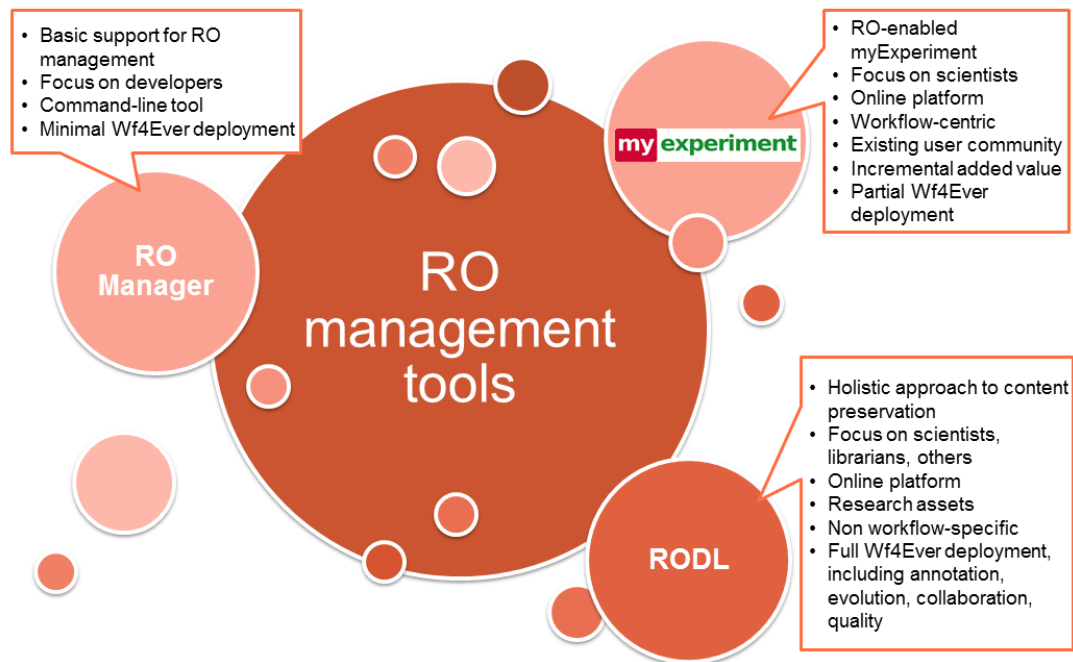 • Basic support for RO
management
• Focus on developers
• Command-line tool
• Minimal Wf4Ever deployment
RO
Manager
RO
management
tools
my experiment
• RO-enabled
myExperiment
• Focus on scientists
• Online platform
• Workflow-centric
• Existing user community
• Incremental added value
• Partial Wf4Ever
deployment
RODL
• Holistic approach to content
preservation
• Focus on scientists,
librarians, others
• Online platform
• Research assets
• Non workflow-specific
• Full Wf4Ever deployment,
including annotation,
evolution, collaboration,
quality